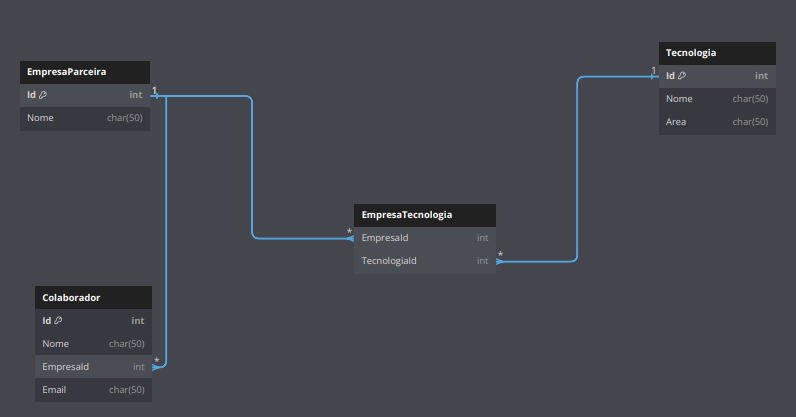 EmpresaParceira
Id int
Nome char(50)
1
Tecnologia
Id int
Nome char(50)
Area char(50)
1
EmpresaTecnologia
EmpresaId int
TecnologiaId int
*
*
Colaborador
Id int
Nome char(50)
EmpresaId int
Email char(50)
*